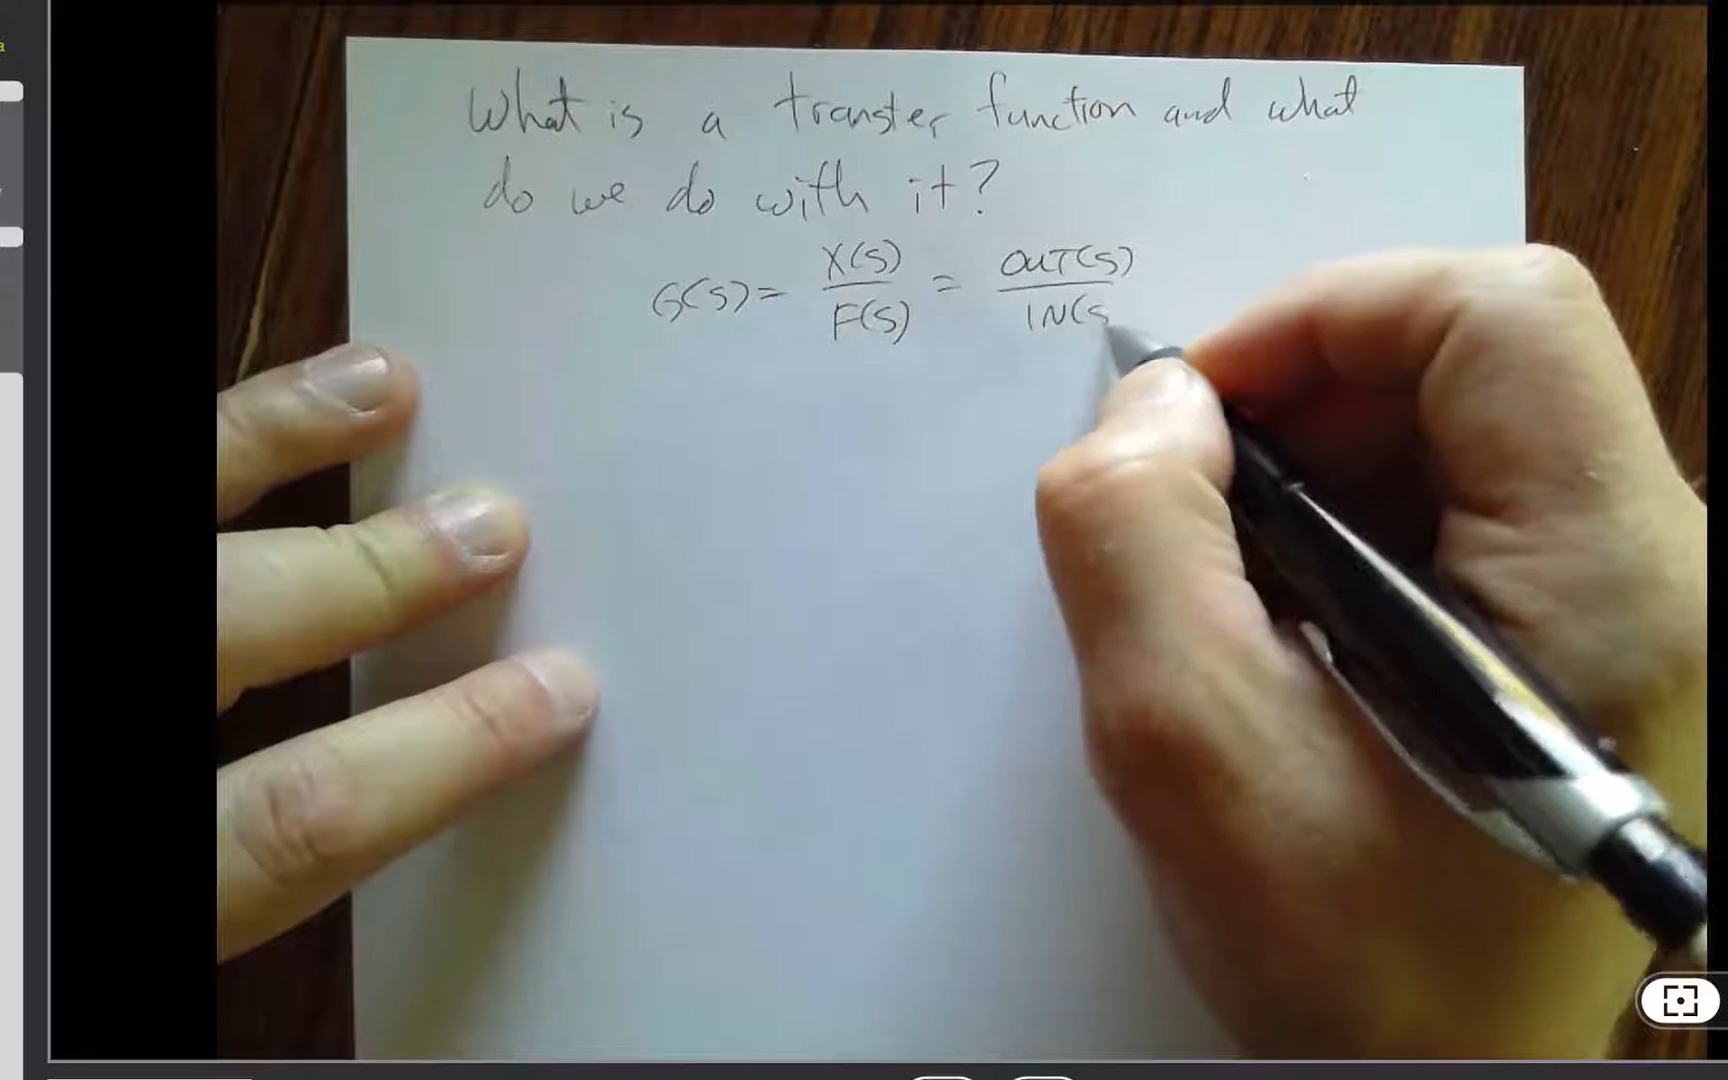 What is a transfer function and what
do we do with it?
G(s) = X(s) / F(s) = OUT(s) / IN(s